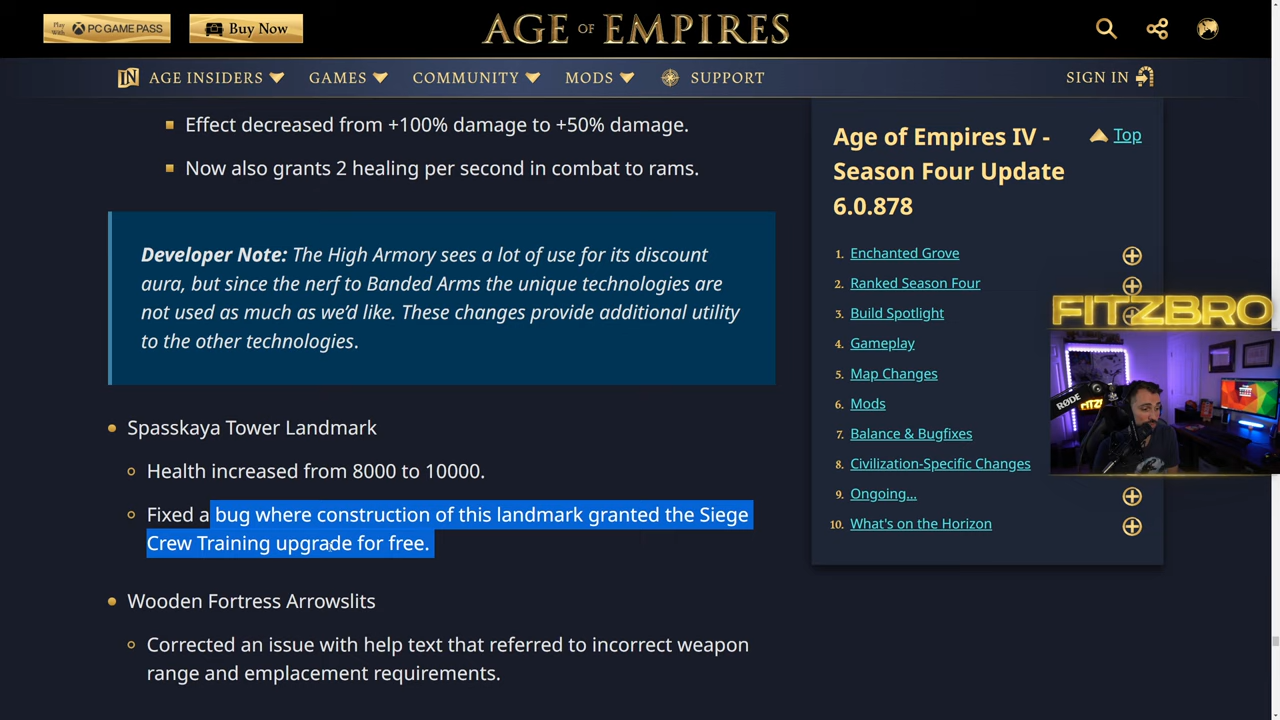 Play With PC GAME PASS
Buy Now
AGE OF EMPIRES
IN AGE INSIDERS
GAMES
COMMUNITY
MODS
SUPPORT
SIGN IN
Effect decreased from +100% damage to +50% damage.
Now also grants 2 healing per second in combat to rams.
Developer Note: The High Armory sees a lot of use for its discount
aura, but since the nerf to Banded Arms the unique technologies are
not used as much as we’d like. These changes provide additional utility
to the other technologies.
Spasskaya Tower Landmark
Health increased from 8000 to 10000.
Fixed a bug where construction of this landmark granted the Siege
Crew Training upgrade for free.
Wooden Fortress Arrowslits
Corrected an issue with help text that referred to incorrect weapon
range and emplacement requirements.
Age of Empires IV -
Season Four Update
6.0.878
Top
1. Enchanted Grove
2. Ranked Season Four
3. Build Spotlight
4. Gameplay
5. Map Changes
6. Mods
7. Balance & Bugfixes
8. Civilization-Specific Changes
9. Ongoing...
10. What's on the Horizon
FITZBRO
RØDE
FITZ